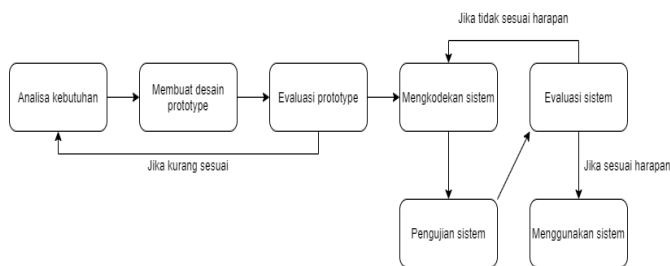 Jika tidak sesuai harapan
Analisa kebutuhan
Membuat desain
prototype
Evaluasi prototype
Mengkodekan sistem
Evaluasi sistem
Jika kurang sesuai
Jika sesuai harapan
Pengujian sistem
Menggunakan sistem